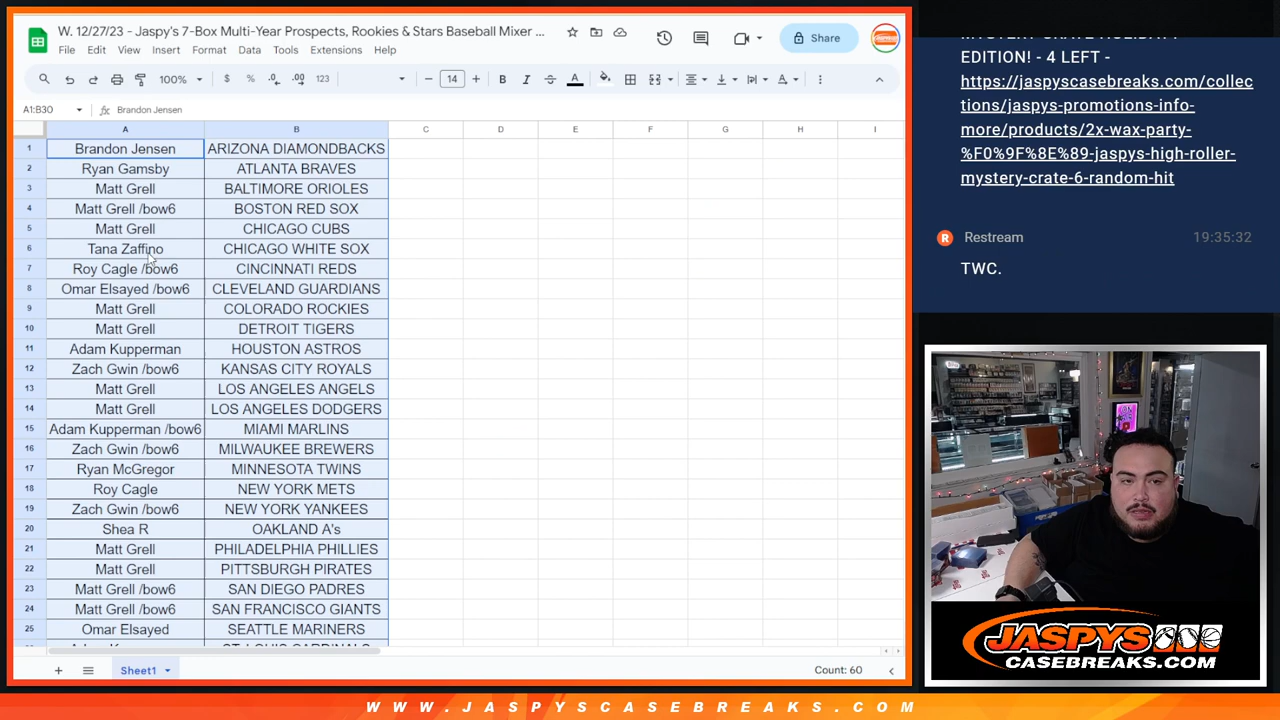 W. 12/27/23 - Jaspy's 7-Box Multi-Year Prospects, Rookies & Stars Baseball Mixer ...
File Edit View Insert Format Data Tools Extensions Help
Share
100% $ % .0 .00 123 14 B I A
A1:B30 fx Brandon Jensen
A B C D E F G H I
1 Brandon Jensen ARIZONA DIAMONDBACKS
2 Ryan Gamsby ATLANTA BRAVES
3 Matt Grell BALTIMORE ORIOLES
4 Matt Grell /bow6 BOSTON RED SOX
5 Matt Grell CHICAGO CUBS
6 Tana Zaffino CHICAGO WHITE SOX
7 Roy Cagle /bow6 CINCINNATI REDS
8 Omar Elsayed /bow6 CLEVELAND GUARDIANS
9 Matt Grell COLORADO ROCKIES
10 Matt Grell DETROIT TIGERS
11 Adam Kupperman HOUSTON ASTROS
12 Zach Gwin /bow6 KANSAS CITY ROYALS
13 Matt Grell LOS ANGELES ANGELS
14 Matt Grell LOS ANGELES DODGERS
15 Adam Kupperman /bow6 MIAMI MARLINS
16 Zach Gwin /bow6 MILWAUKEE BREWERS
17 Ryan McGregor MINNESOTA TWINS
18 Roy Cagle NEW YORK METS
19 Zach Gwin /bow6 NEW YORK YANKEES
20 Shea R OAKLAND A's
21 Matt Grell PHILADELPHIA PHILLIES
22 Matt Grell PITTSBURGH PIRATES
23 Matt Grell /bow6 SAN DIEGO PADRES
24 Matt Grell /bow6 SAN FRANCISCO GIANTS
25 Omar Elsayed SEATTLE MARINERS
ST. LOUIS CARDINALS
Sheet1
Count: 60
EDITION! - 4 LEFT -
https://jaspyscasebreaks.com/collec
tions/jaspys-promotions-info-
more/products/2x-wax-party-
%F0%9F%8E%89-jaspys-high-roller-
mystery-crate-6-random-hit
Restream 19:35:32
TWC.
JASPYS
CASEBREAKS.COM
WWW.JASPYSCASEBREAKS.COM